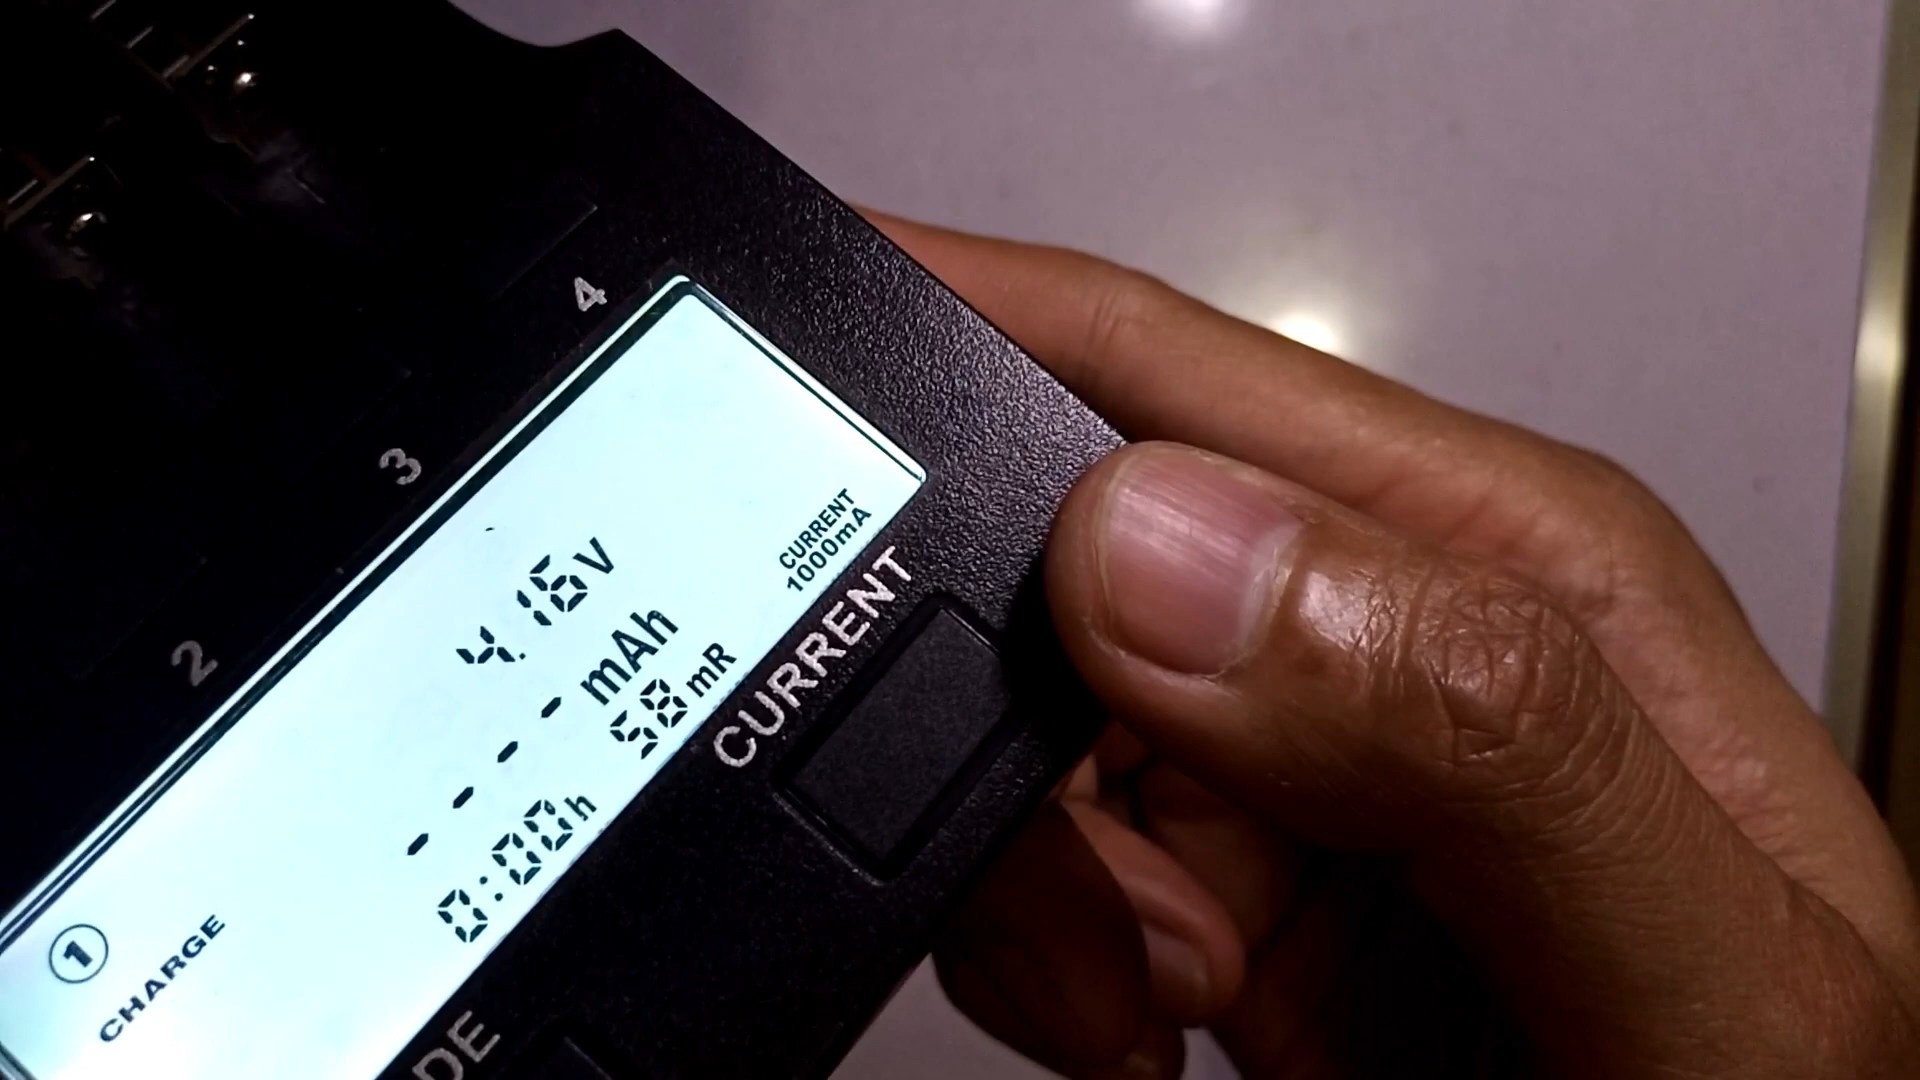 4
3
2
4.16V
---- mAh
58 mR
0:00h
CURRENT
1000mA
1
CHARGE
CURRENT
DE